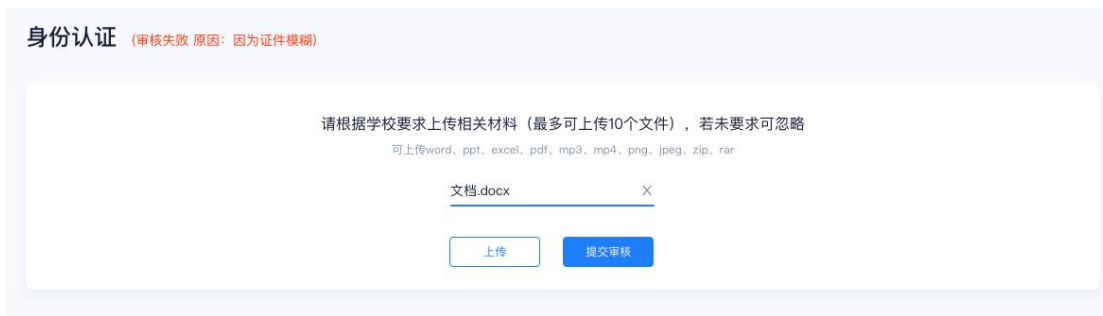 身份认证 (审核失败 原因：因为证件模糊)
请根据学校要求上传相关材料（最多可上传10个文件），若未要求可忽略
可上传word、ppt、excel、pdf、mp3、mp4、png、jpeg、zip、rar
文档.docx
上传 提交审核